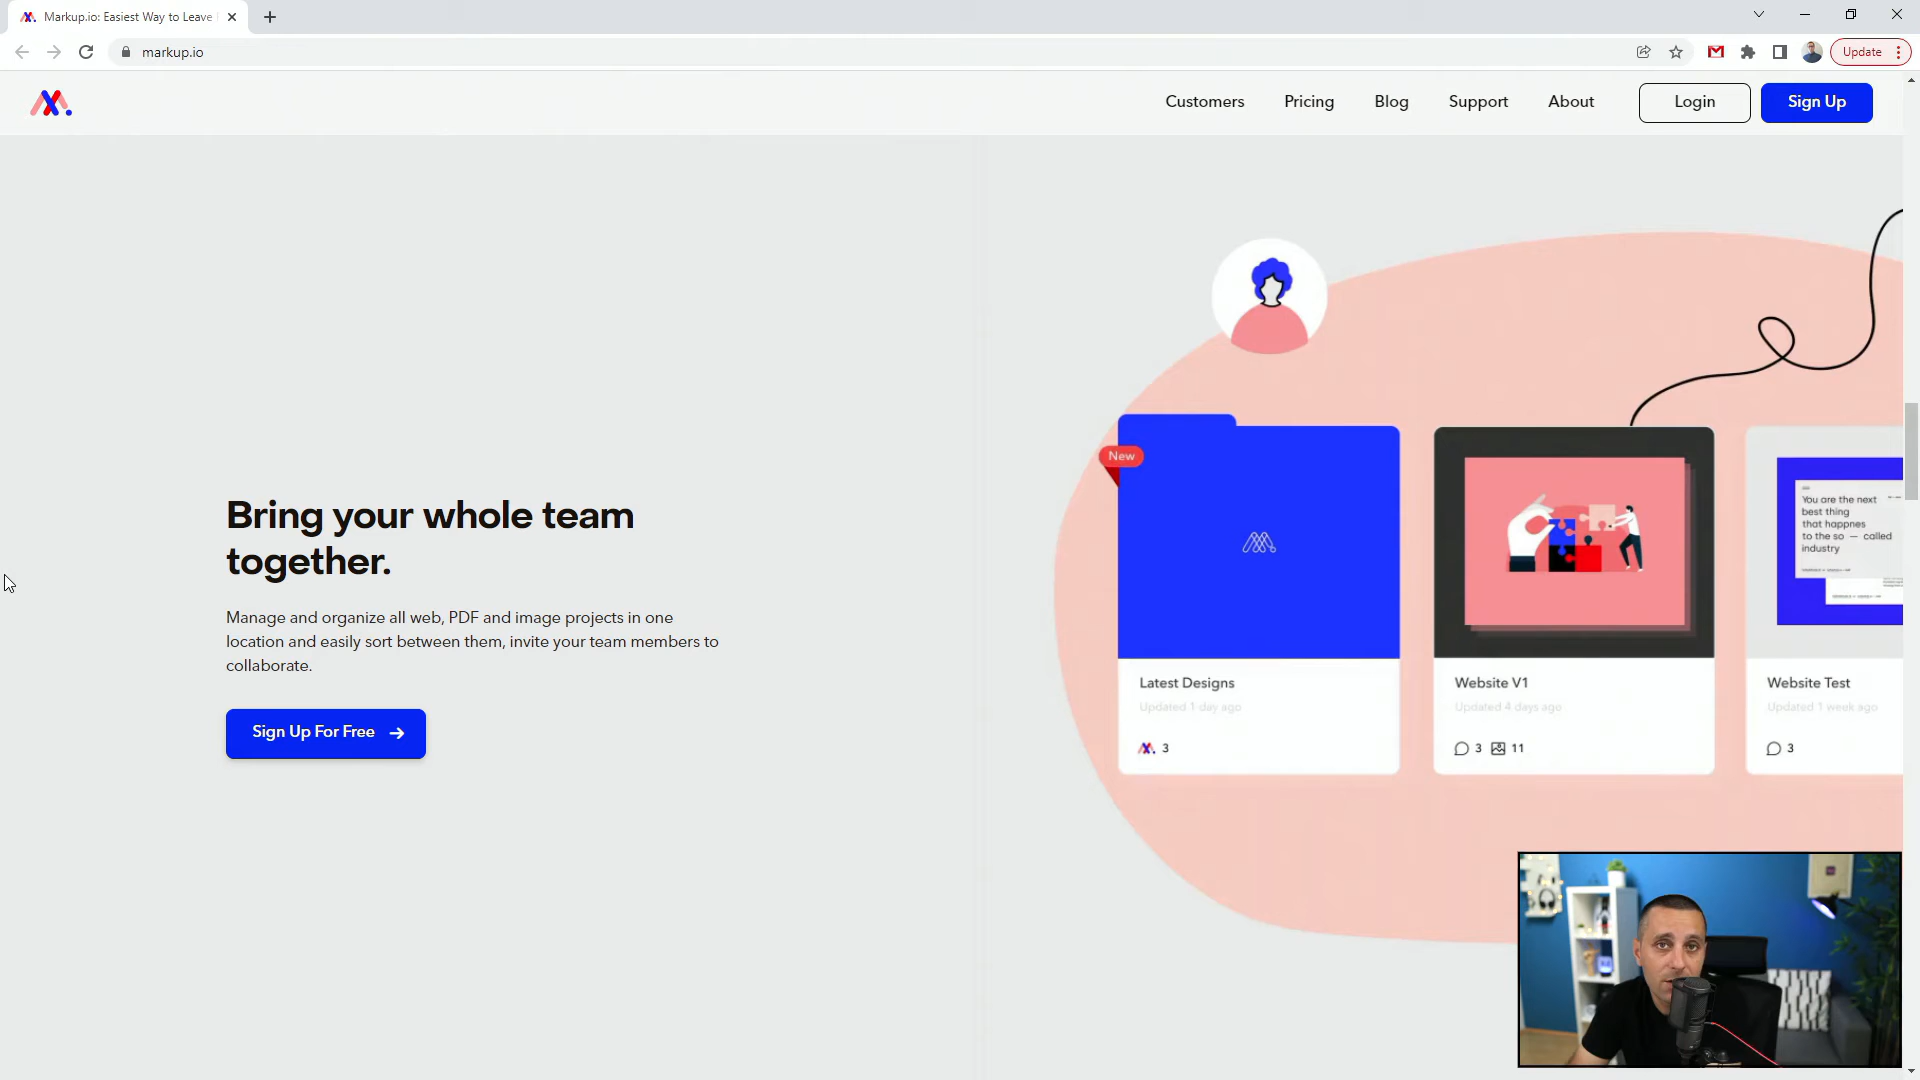 Markup.io: Easiest Way to Leave
markup.io
Update
Customers
Pricing
Blog
Support
About
Login
Sign Up
Bring your whole team
together.
Manage and organize all web, PDF and image projects in one
location and easily sort between them, invite your team members to
collaborate.
Sign Up For Free
New
Latest Designs
Updated 1 day ago
3
Website V1
Updated 4 days ago
3
11
You are the next
best thing
that happnes
to the so — called
industry
Website Test
Updated 1 week ago
3